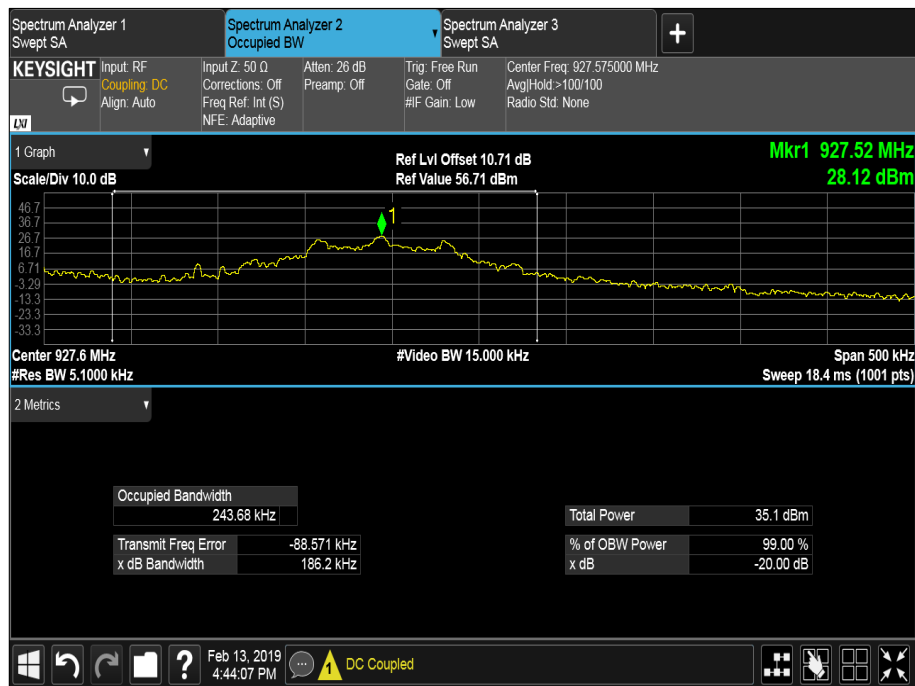 Spectrum Analyzer 1
Swept SA
Spectrum Analyzer 2
Occupied BW
Spectrum Analyzer 3
Swept SA
+
KEYSIGHT
LXI
Input: RF
Coupling: DC
Align: Auto
Input Z: 50 Ω
Corrections: Off
Freq Ref: Int (S)
NFE: Adaptive
Atten: 26 dB
Preamp: Off
Trig: Free Run
Gate: Off
#IF Gain: Low
Center Freq: 927.575000 MHz
Avg|Hold:>100/100
Radio Std: None
1 Graph
Scale/Div 10.0 dB
Ref Lvl Offset 10.71 dB
Ref Value 56.71 dBm
Mkr1 927.52 MHz
28.12 dBm
46.7
36.7
26.7
16.7
6.71
-3.29
-13.3
-23.3
-33.3
1
Center 927.6 MHz
#Res BW 5.1000 kHz
#Video BW 15.000 kHz
Span 500 kHz
Sweep 18.4 ms (1001 pts)
2 Metrics
Occupied Bandwidth
243.68 kHz
Transmit Freq Error -88.571 kHz
x dB Bandwidth 186.2 kHz
Total Power 35.1 dBm
% of OBW Power 99.00 %
x dB -20.00 dB
?
Feb 13, 2019
4:44:07 PM
1
DC Coupled